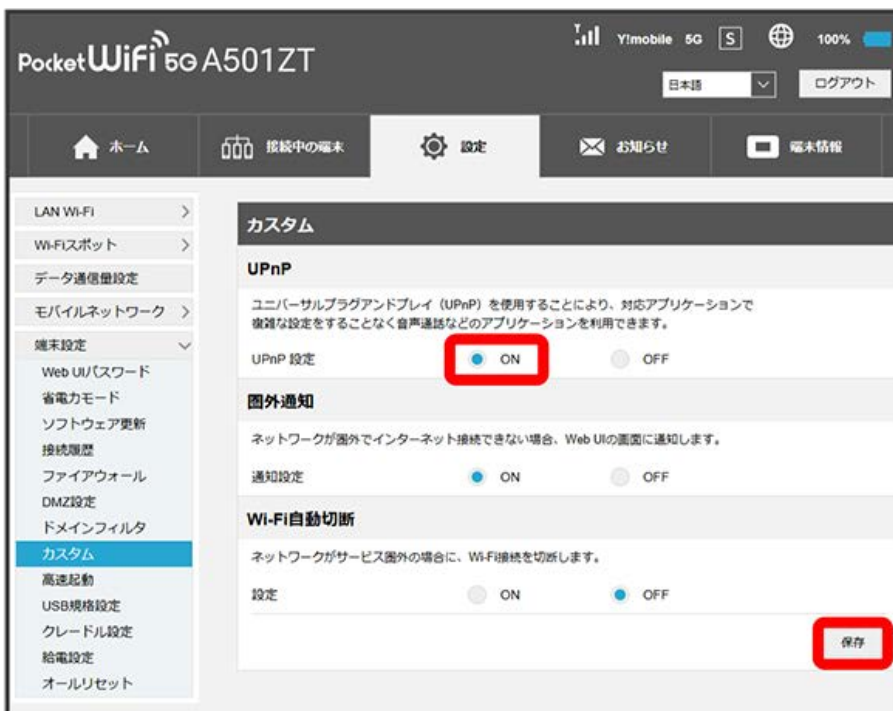 Pocket WiFi 5G A501ZT
Y!mobile 5G S 100%
日本語
ログアウト
ホーム
接続中の端末
設定
お知らせ
端末情報
LAN Wi-Fi
Wi-Fiスポット
データ通信量設定
モバイルネットワーク
端末設定
Web UIパスワード
省電力モード
ソフトウェア更新
接続履歴
ファイアウォール
DMZ設定
ドメインフィルタ
カスタム
高速起動
USB規格設定
クレードル設定
給電設定
オールリセット
カスタム
UPnP
ユニバーサルプラグアンドプレイ（UPnP）を使用することにより、対応アプリケーションで
複雑な設定をすることなく音声通話などのアプリケーションを利用できます。
UPnP 設定 ON OFF
圏外通知
ネットワークが圏外でインターネット接続できない場合、Web UIの画面に通知します。
通知設定 ON OFF
Wi-Fi自動切断
ネットワークがサービス圏外の場合に、Wi-Fi接続を切断します。
設定 ON OFF
保存